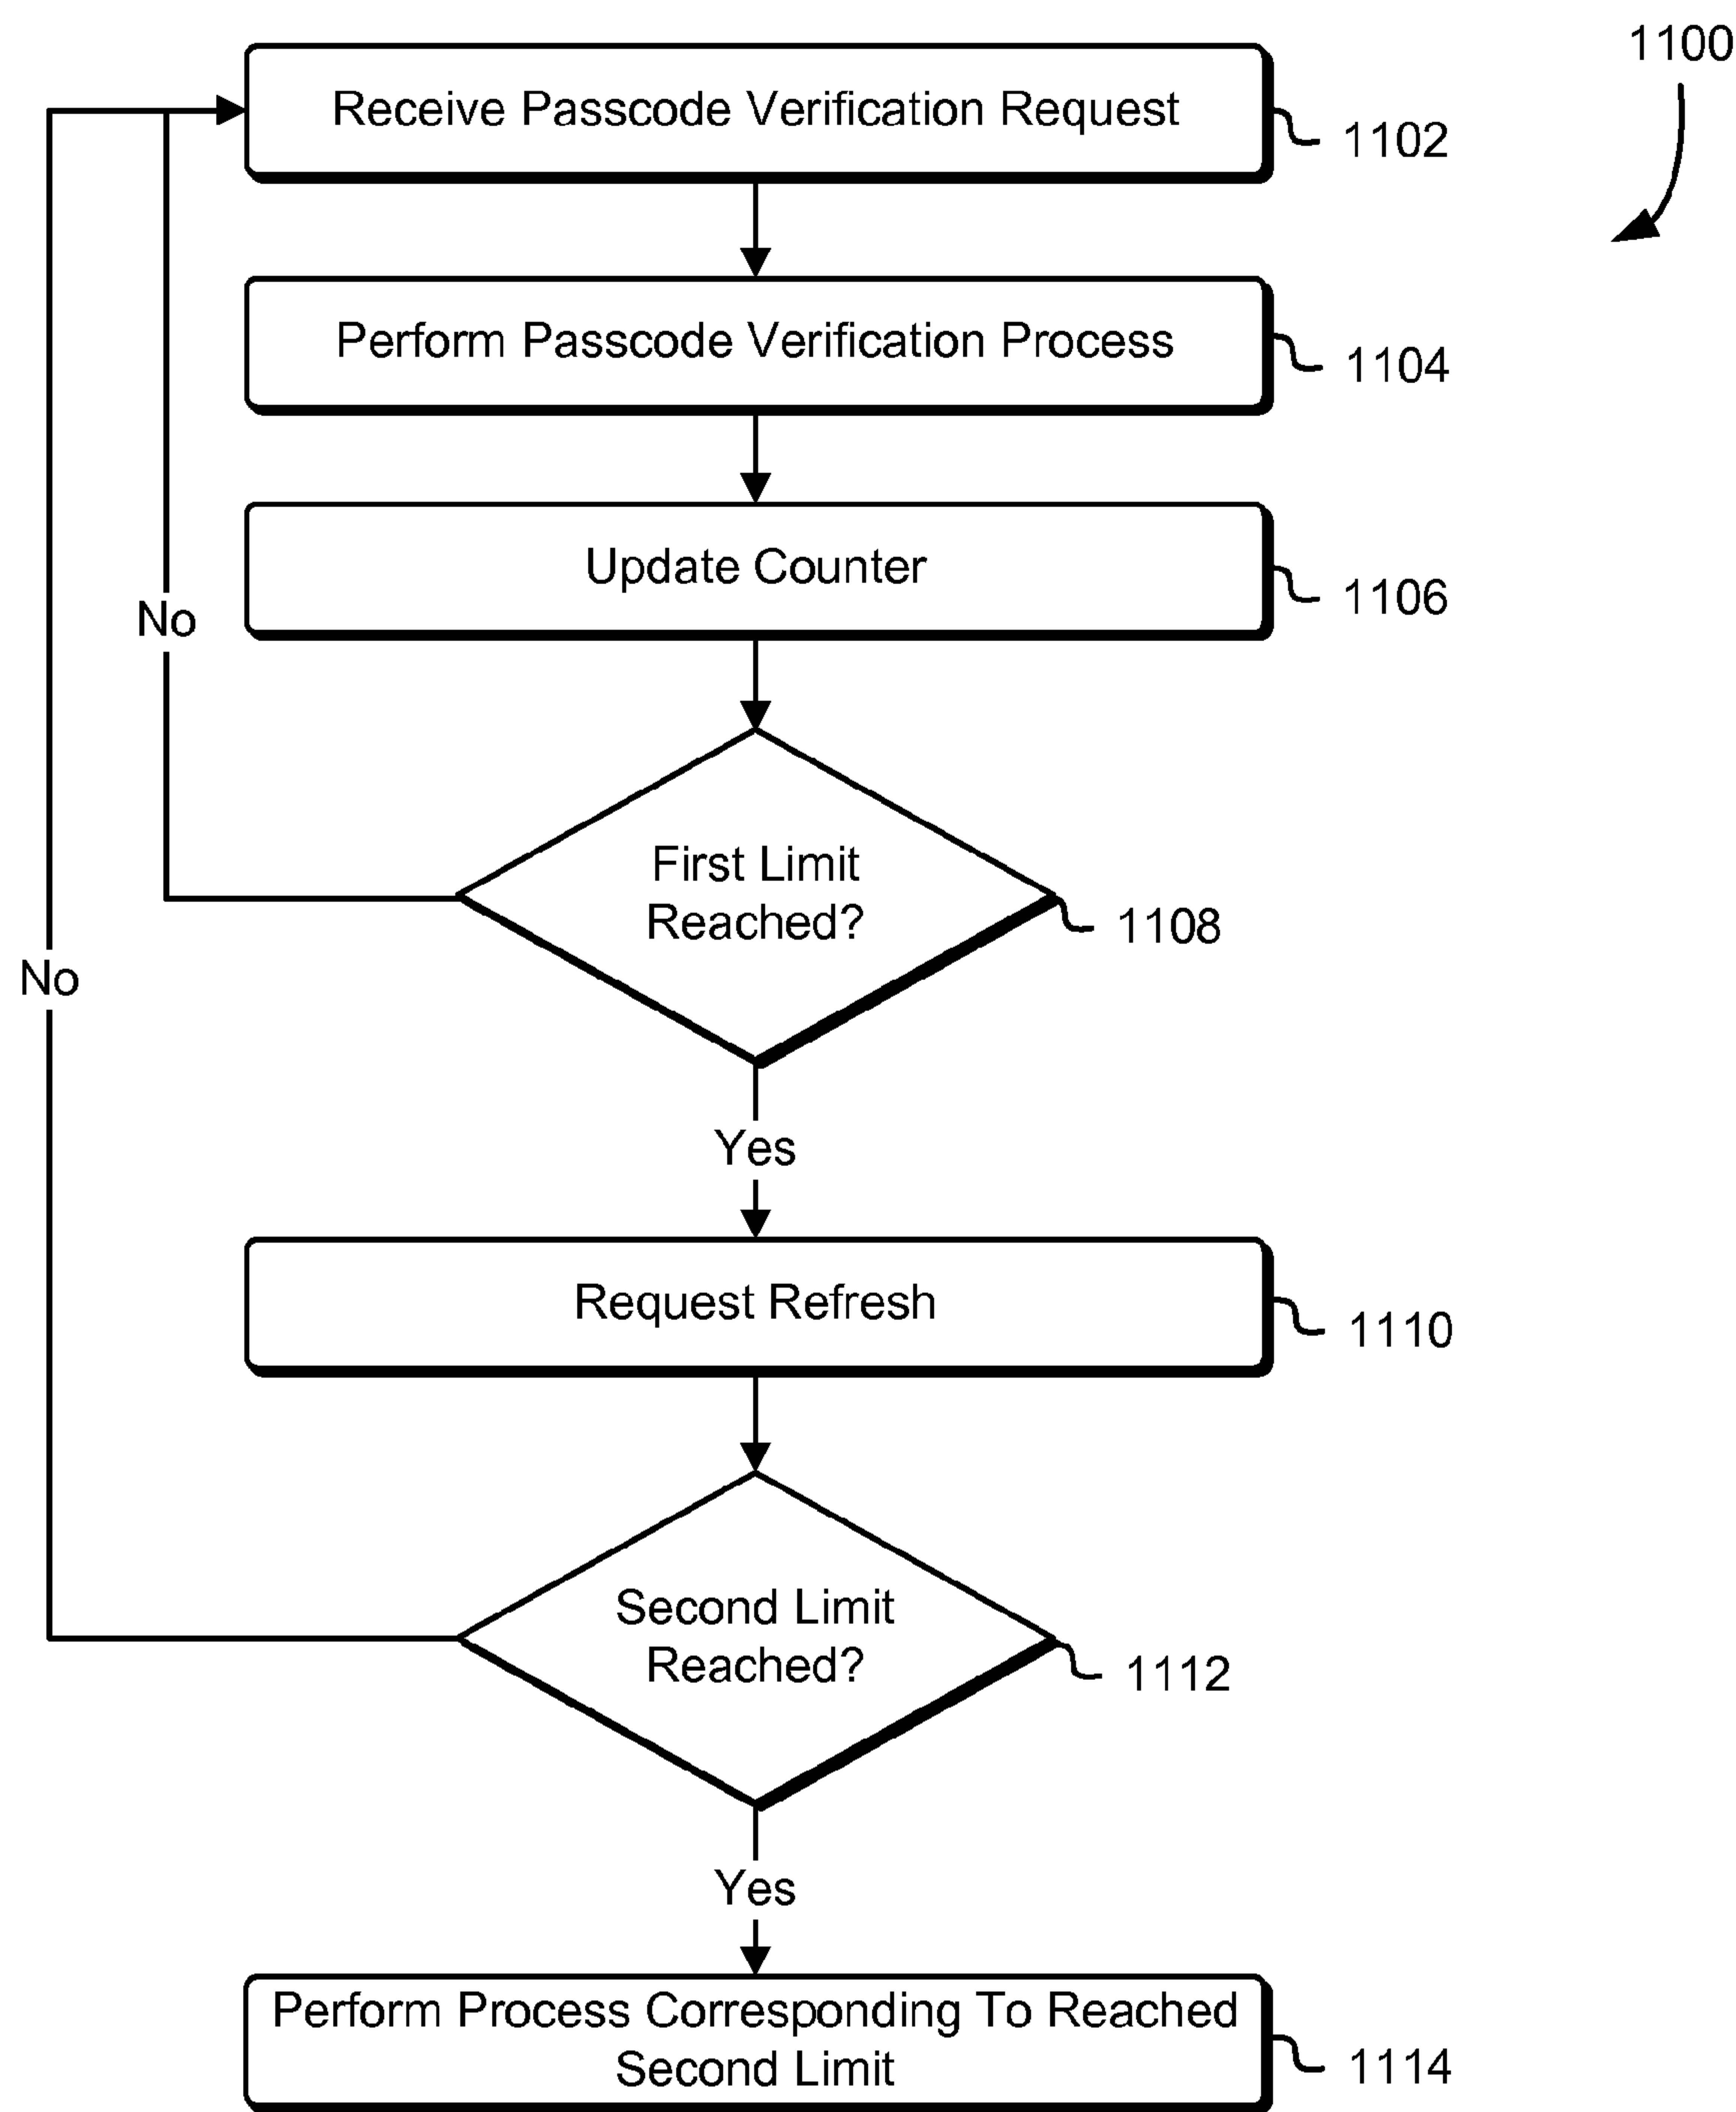 1100
Receive Passcode Verification Request
1102
Perform Passcode Verification Process
1104
Update Counter
1106
No
First Limit
Reached?
1108
No
Yes
Request Refresh
1110
Second Limit
Reached?
1112
Yes
Perform Process Corresponding To Reached
Second Limit
1114